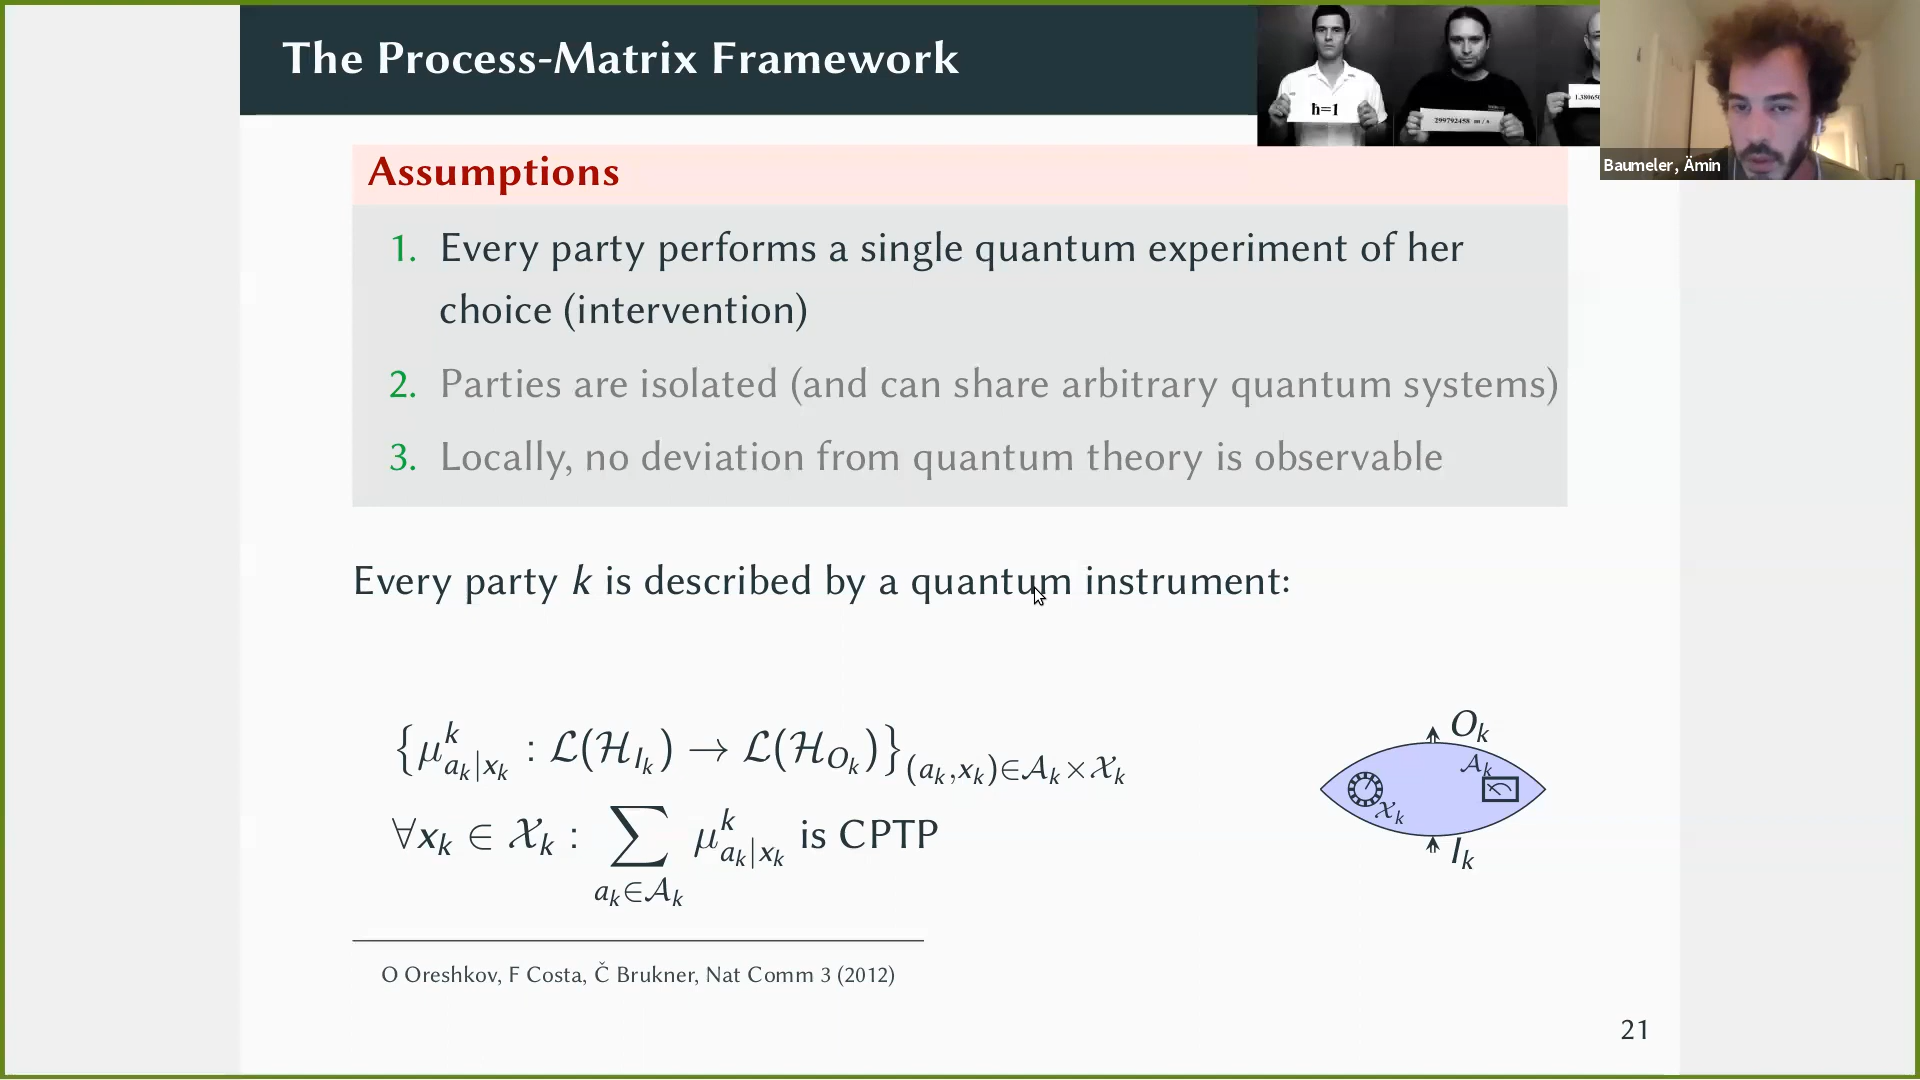 The Process-Matrix Framework
ħ=1
299792458 m/s
Baumeler, Ämin
Assumptions
1. Every party performs a single quantum experiment of her
choice (intervention)
2. Parties are isolated (and can share arbitrary quantum systems)
3. Locally, no deviation from quantum theory is observable
Every party k is described by a quantum instrument:
{μ^k_{a_k|x_k} : ℒ(ℋ_{I_k}) → ℒ(ℋ_{O_k})}_{(a_k,x_k)∈𝒜_k×𝒳_k}
∀x_k ∈ 𝒳_k : ∑_{a_k∈𝒜_k} μ^k_{a_k|x_k} is CPTP
O_k
𝒜_k
𝒳_k
I_k
O Oreshkov, F Costa, Č Brukner, Nat Comm 3 (2012)
21